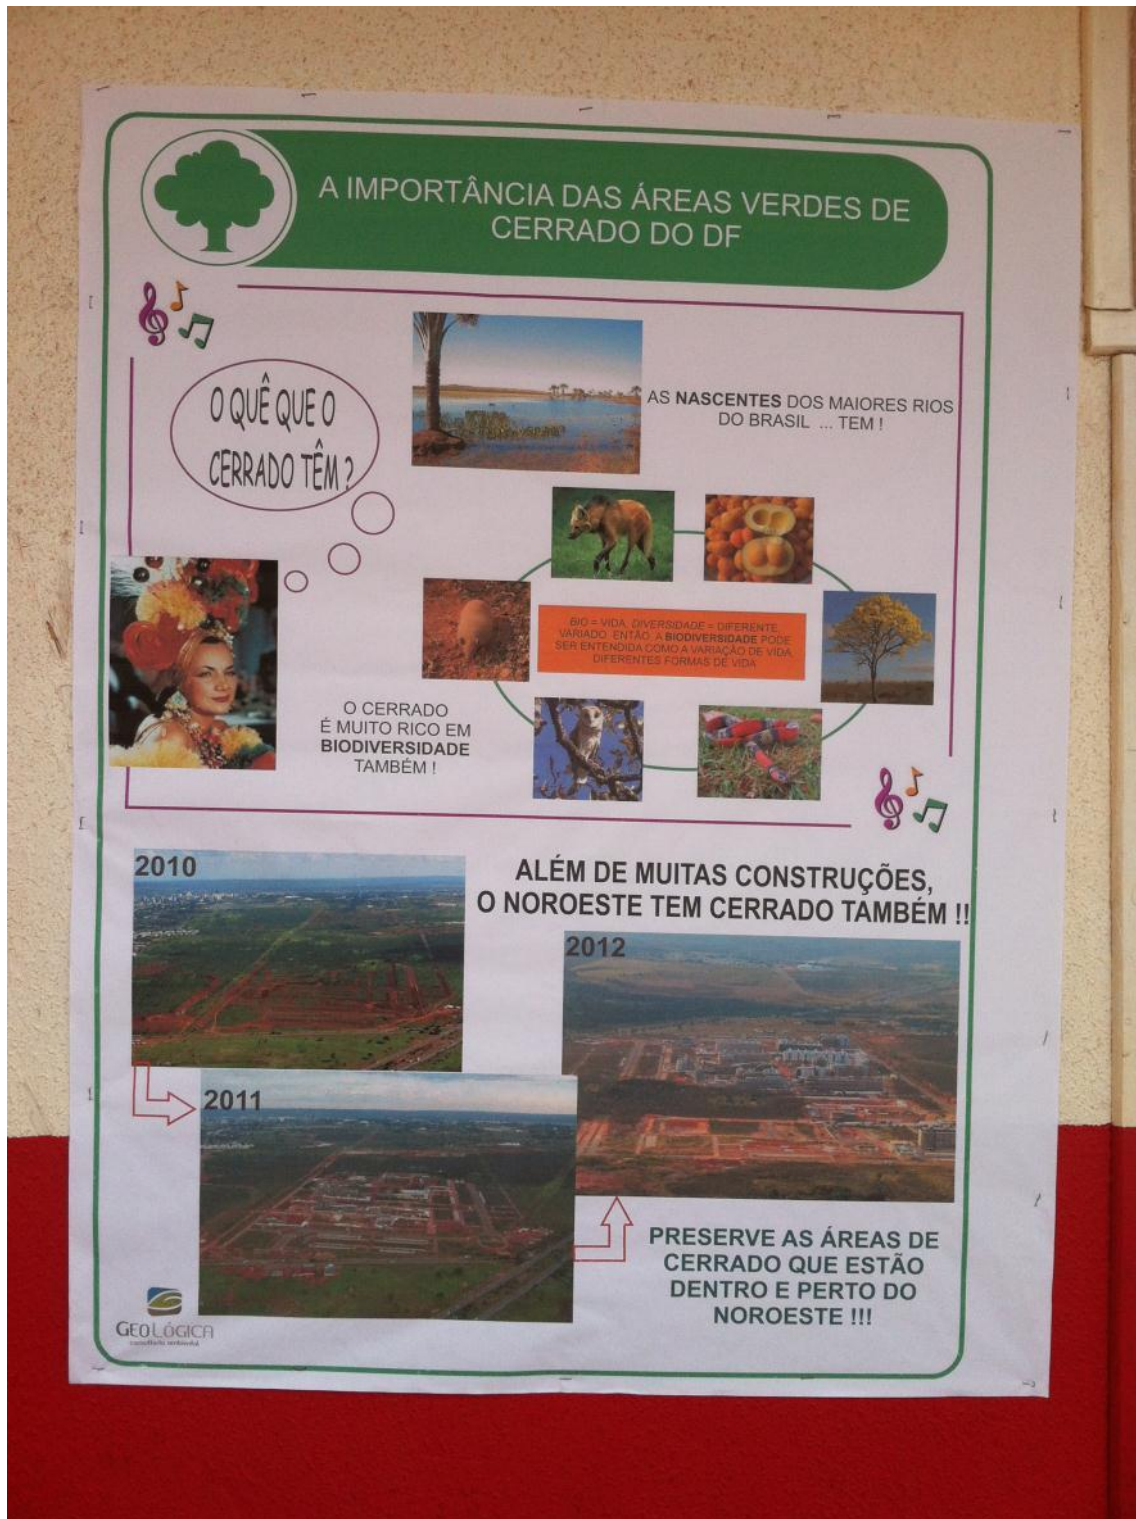 A IMPORTÂNCIA DAS ÁREAS VERDES DE
CERRADO DO DF
O QUÊ QUE O
CERRADO TÊM ?
AS NASCENTES DOS MAIORES RIOS
DO BRASIL ... TEM !
BIO = VIDA, DIVERSIDADE = DIFERENTE,
VARIADO. ENTÃO, A BIODIVERSIDADE PODE
SER ENTENDIDA COMO A VARIAÇÃO DE VIDA,
DIFERENTES FORMAS DE VIDA
O CERRADO
É MUITO RICO EM
BIODIVERSIDADE
TAMBÉM !
ALÉM DE MUITAS CONSTRUÇÕES,
O NOROESTE TEM CERRADO TAMBÉM !!
2010
2011
2012
PRESERVE AS ÁREAS DE
CERRADO QUE ESTÃO
DENTRO E PERTO DO
NOROESTE !!!
GEOLÓGICA
consultoria ambiental